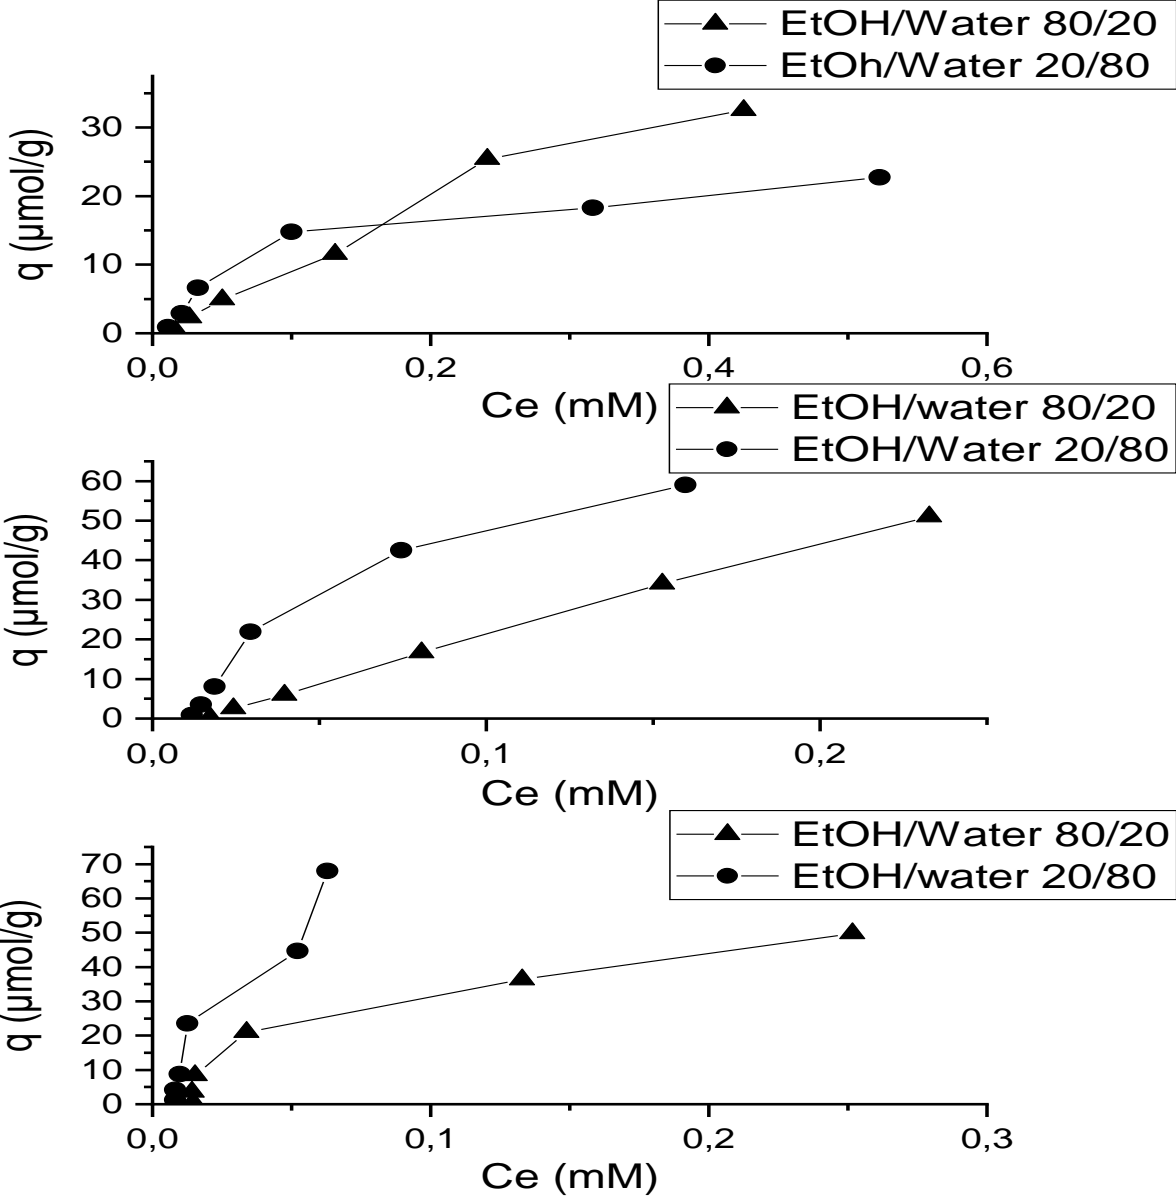 EtOH/Water 80/20
EtOh/Water 20/80
30
20
10
0
q (µmol/g)
0,0 0,2 0,4 0,6
Ce (mM)
EtOH/water 80/20
EtOH/Water 20/80
60
50
40
30
20
10
0
q (µmol/g)
0,0 0,1 0,2
Ce (mM)
EtOH/Water 80/20
EtOH/water 20/80
70
60
50
40
30
20
10
0
q (µmol/g)
0,0 0,1 0,2 0,3
Ce (mM)